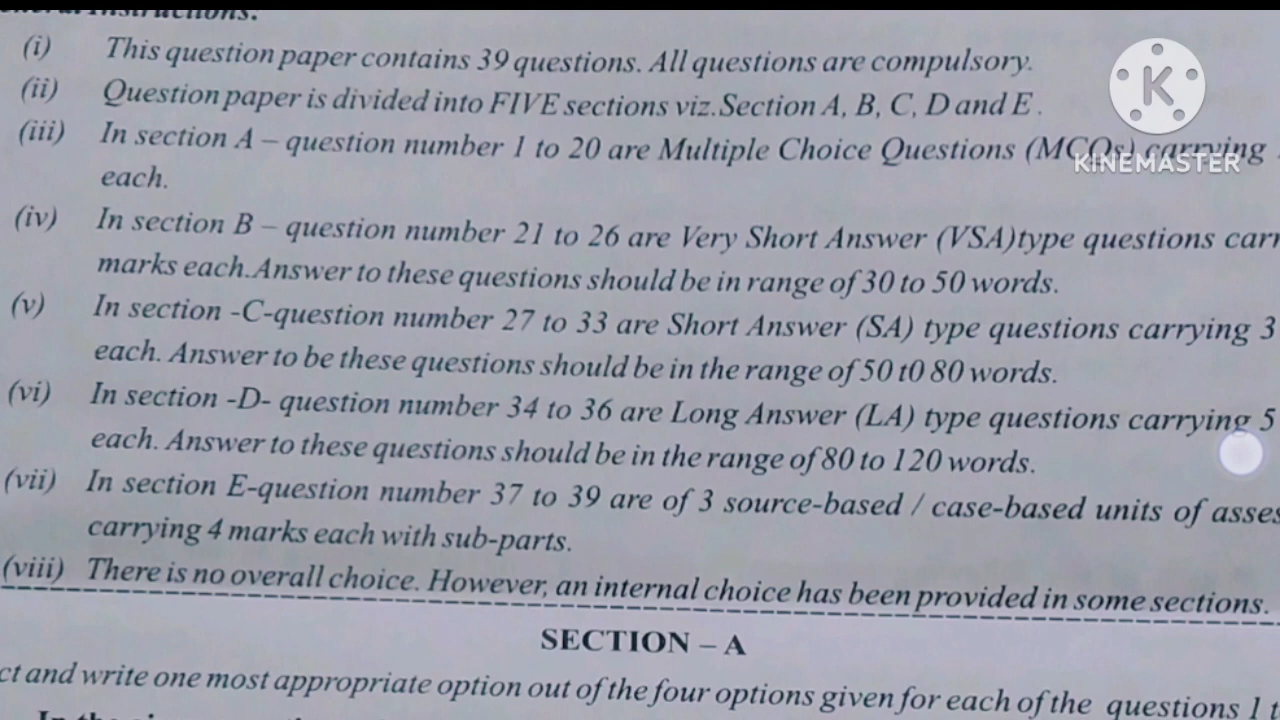 General Instructions:
(i) This question paper contains 39 questions. All questions are compulsory.
(ii) Question paper is divided into FIVE sections viz.Section A, B, C, D and E .
(iii) In section A – question number 1 to 20 are Multiple Choice Questions (MCQs) carrying
each.
(iv) In section B – question number 21 to 26 are Very Short Answer (VSA)type questions carr
marks each.Answer to these questions should be in range of 30 to 50 words.
(v) In section -C-question number 27 to 33 are Short Answer (SA) type questions carrying 3
each. Answer to be these questions should be in the range of 50 t0 80 words.
(vi) In section -D- question number 34 to 36 are Long Answer (LA) type questions carrying 5
each. Answer to these questions should be in the range of 80 to 120 words.
(vii) In section E-question number 37 to 39 are of 3 source-based / case-based units of asses
carrying 4 marks each with sub-parts.
(viii) There is no overall choice. However, an internal choice has been provided in some sections.
SECTION – A
ct and write one most appropriate option out of the four options given for each of the questions 1 t
K
KINEMASTER